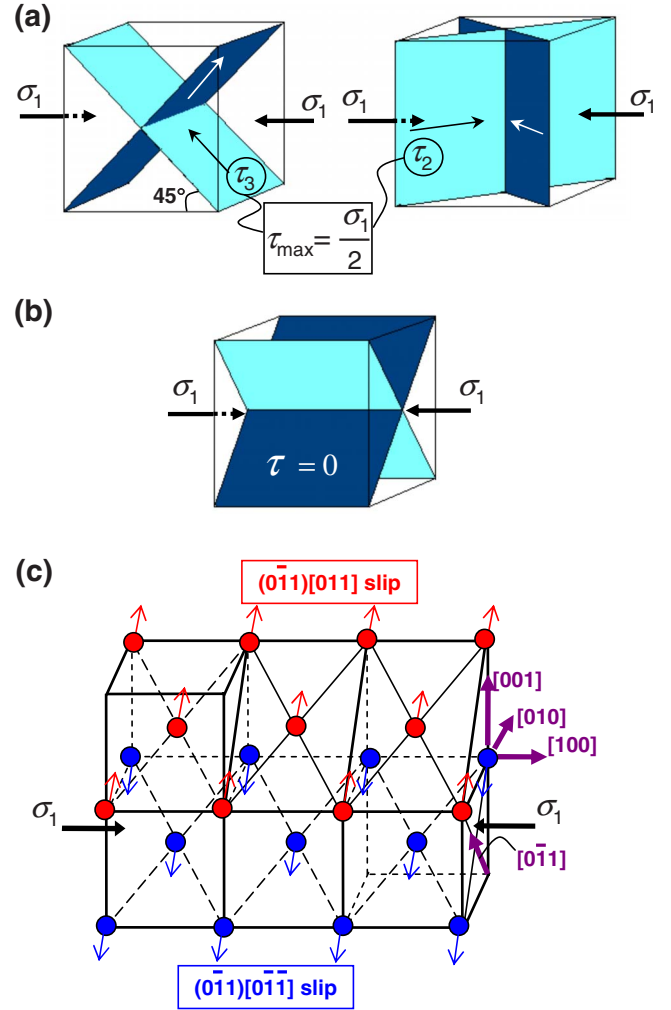 (a)
σ₁
σ₁
45°
τ₃
σ₁
σ₁
τ₂
τmax = σ₁/2
(b)
σ₁
σ₁
τ = 0
(c)
(01̄1)[011] slip
[001]
[010]
[100]
σ₁
σ₁
[01̄1]
(01̄1)[01̄1̄] slip